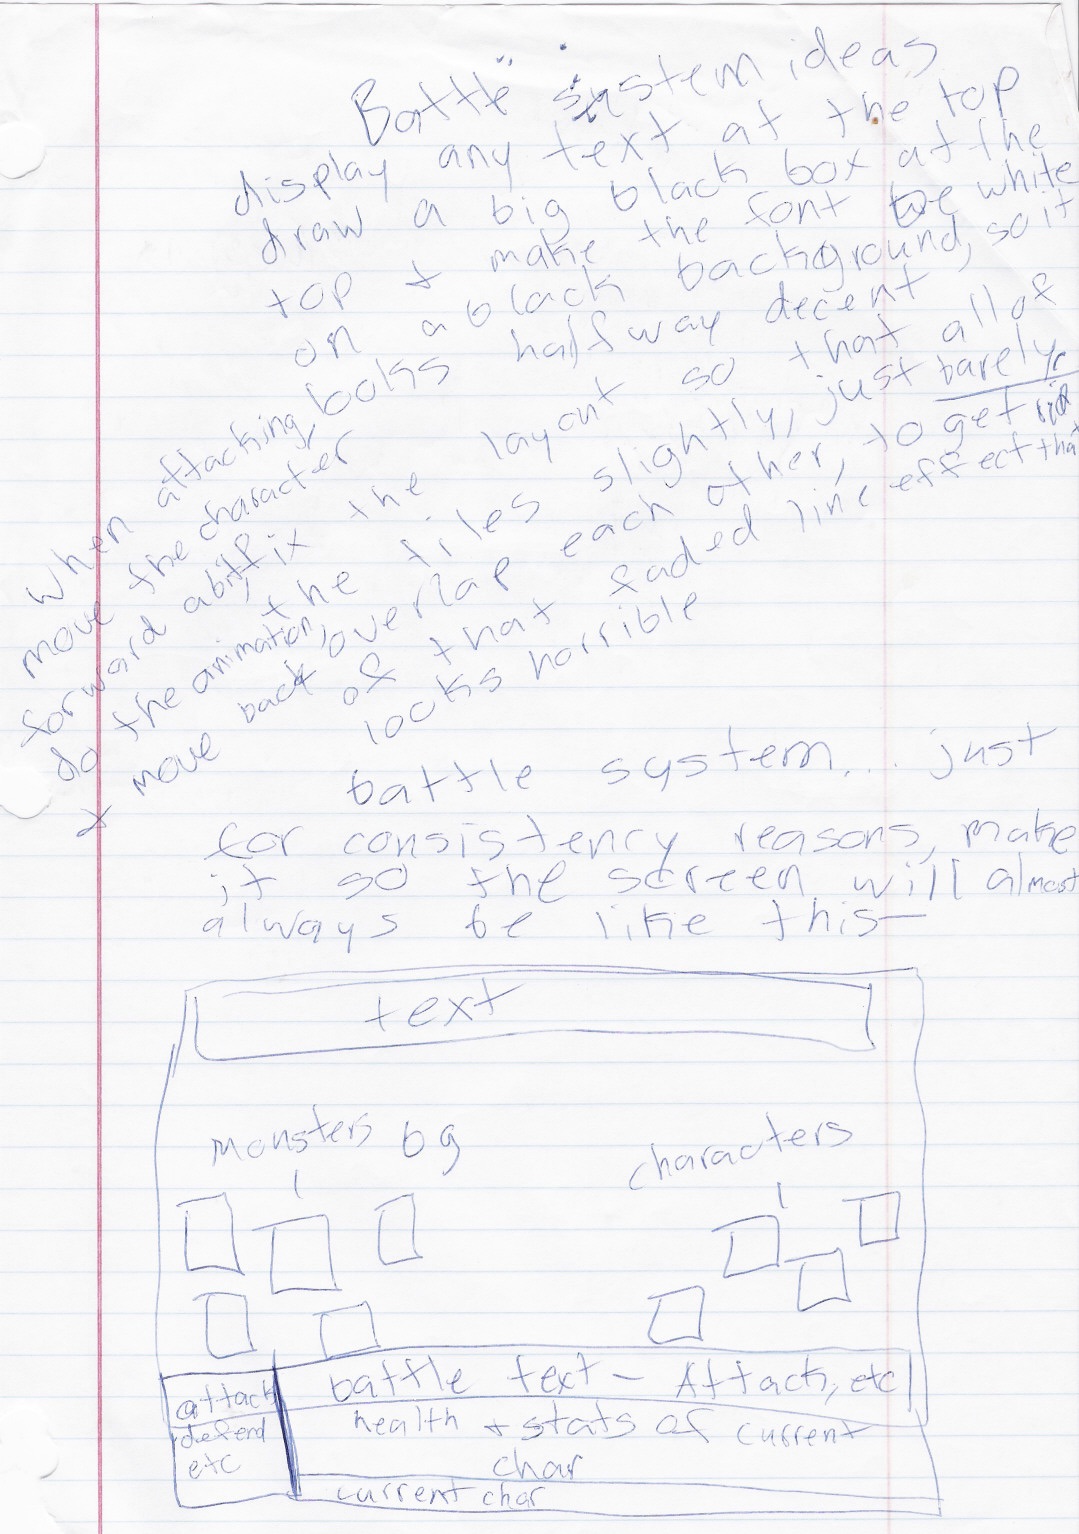 Battle system ideas
display any text at the top
draw a big black box at the
top + make the font be white
on a black background, so it
looks halfway decent
fix the layout so that all of
the tiles slightly, just barely,
overlap each other, to get rid
of that faded line effect that
looks horrible
When attacking,
move the character
forward a bit,
do the animation,
+ move back
battle system... just
for consistency reasons, make
it so the screen will almost
always be like this—
text
monsters bg
characters
attack
defend
etc
battle text - Attack, etc
health + stats of current
char
current char